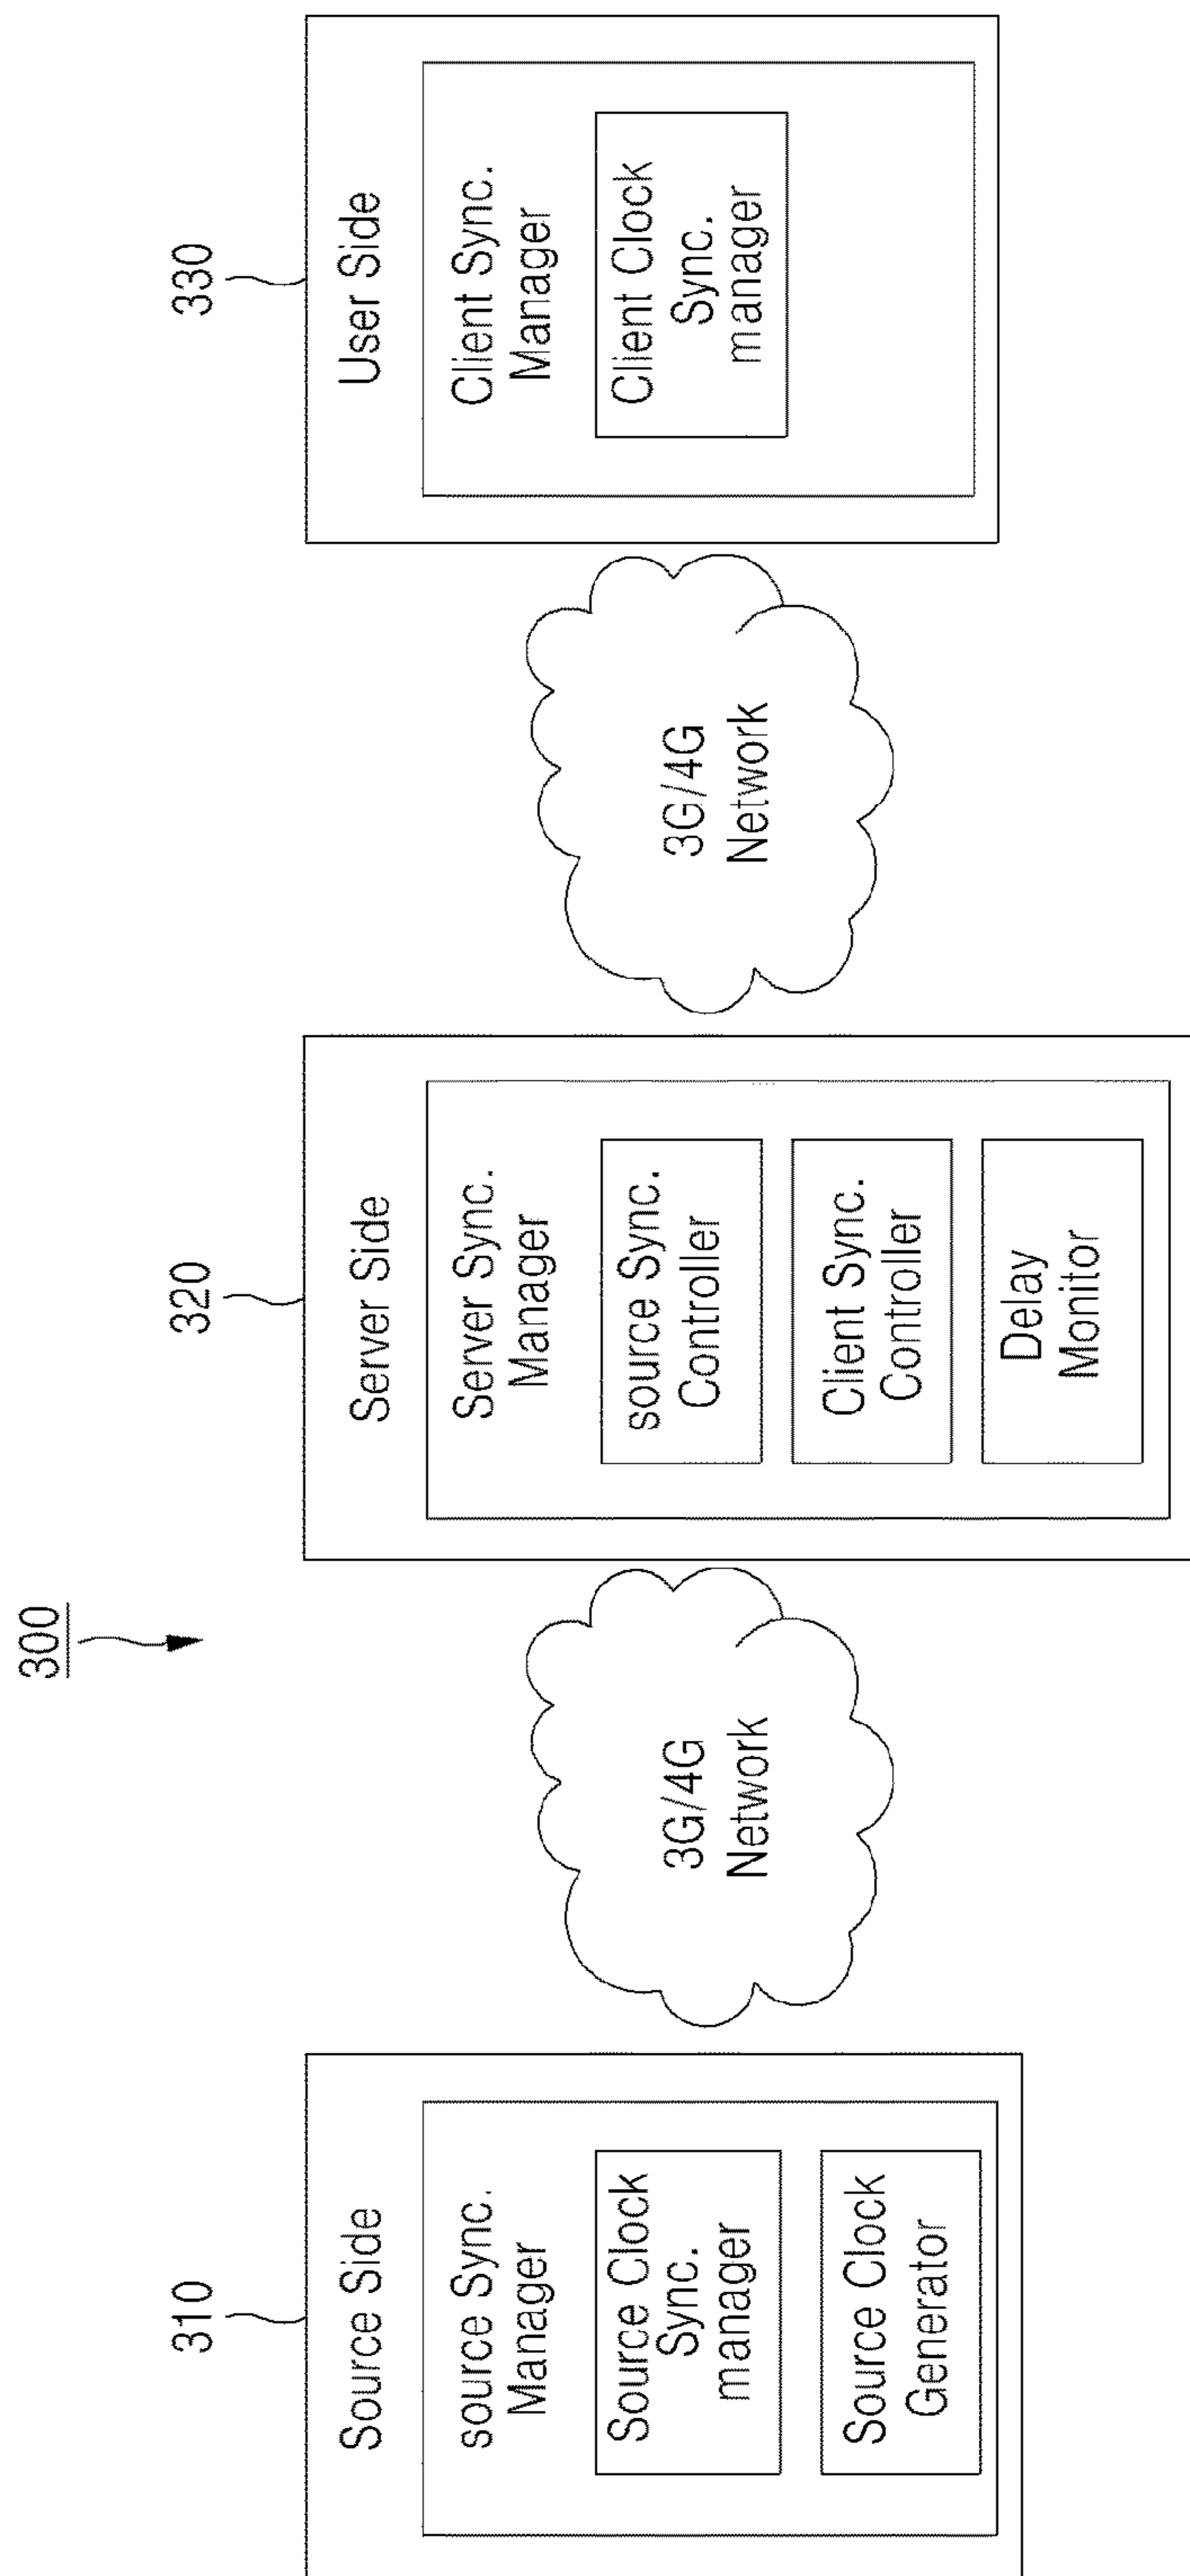 300
310
Source Side
source Sync.
Manager
Source Clock
Sync.
manager
Source Clock
Generator
3G/4G
Network
320
Server Side
Server Sync.
Manager
source Sync.
Controller
Client Sync.
Controller
Delay
Monitor
3G/4G
Network
330
User Side
Client Sync.
Manager
Client Clock
Sync.
manager